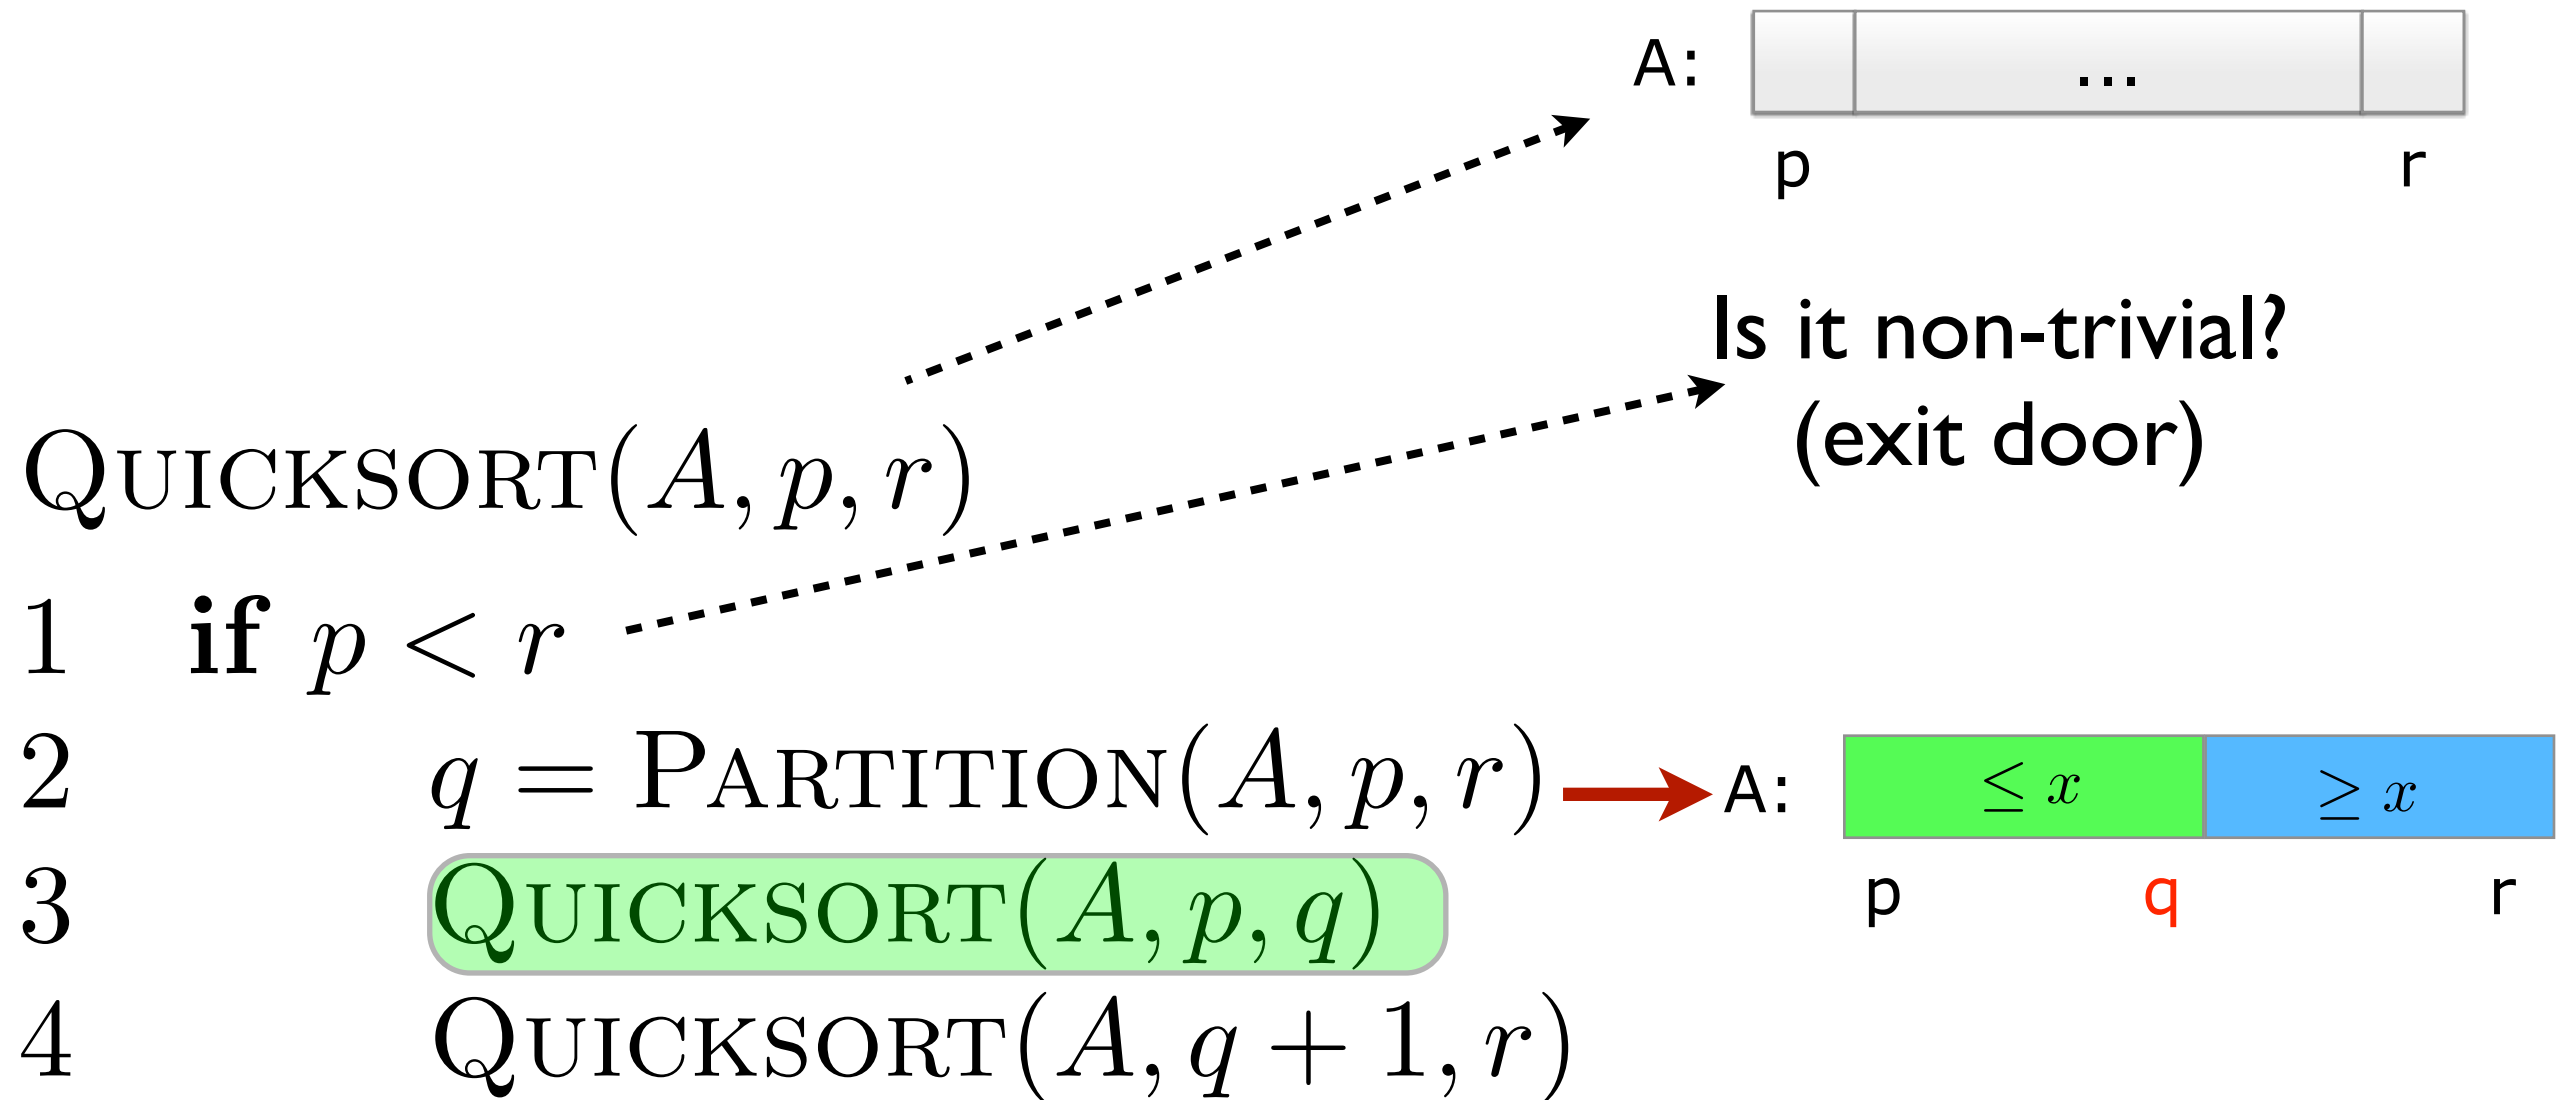 A: ...
p r
Is it non-trivial?
(exit door)
QUICKSORT(A, p, r)
1 if p < r
2 q = PARTITION(A, p, r)
A: ≤ x ≥ x
p q r
3 QUICKSORT(A, p, q)
4 QUICKSORT(A, q + 1, r)